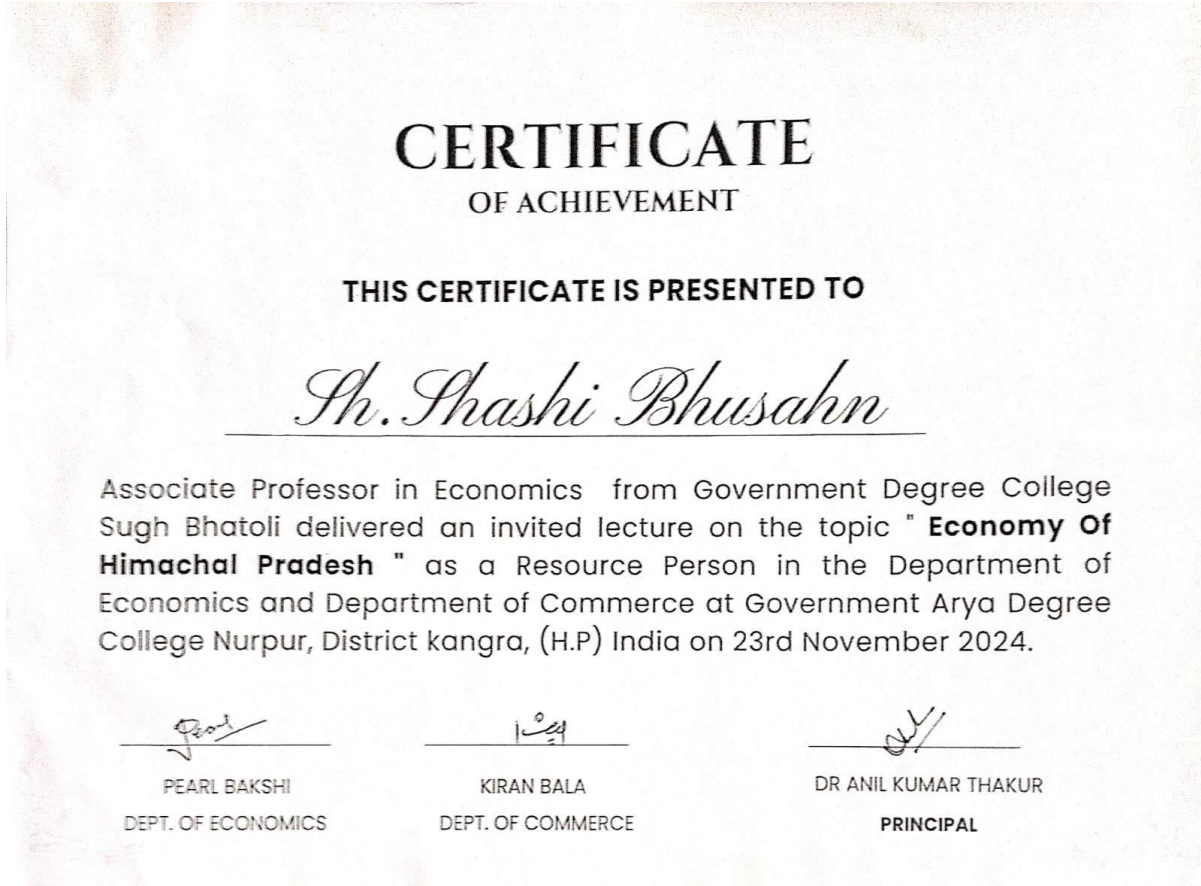 CERTIFICATE
OF ACHIEVEMENT
THIS CERTIFICATE IS PRESENTED TO
Sh. Shashi Bhusahn
Associate Professor in Economics from Government Degree College
Sugh Bhatoli delivered an invited lecture on the topic " Economy Of
Himachal Pradesh " as a Resource Person in the Department of
Economics and Department of Commerce at Government Arya Degree
College Nurpur, District kangra, (H.P) India on 23rd November 2024.
PEARL BAKSHI KIRAN BALA DR ANIL KUMAR THAKUR
DEPT. OF ECONOMICS DEPT. OF COMMERCE PRINCIPAL